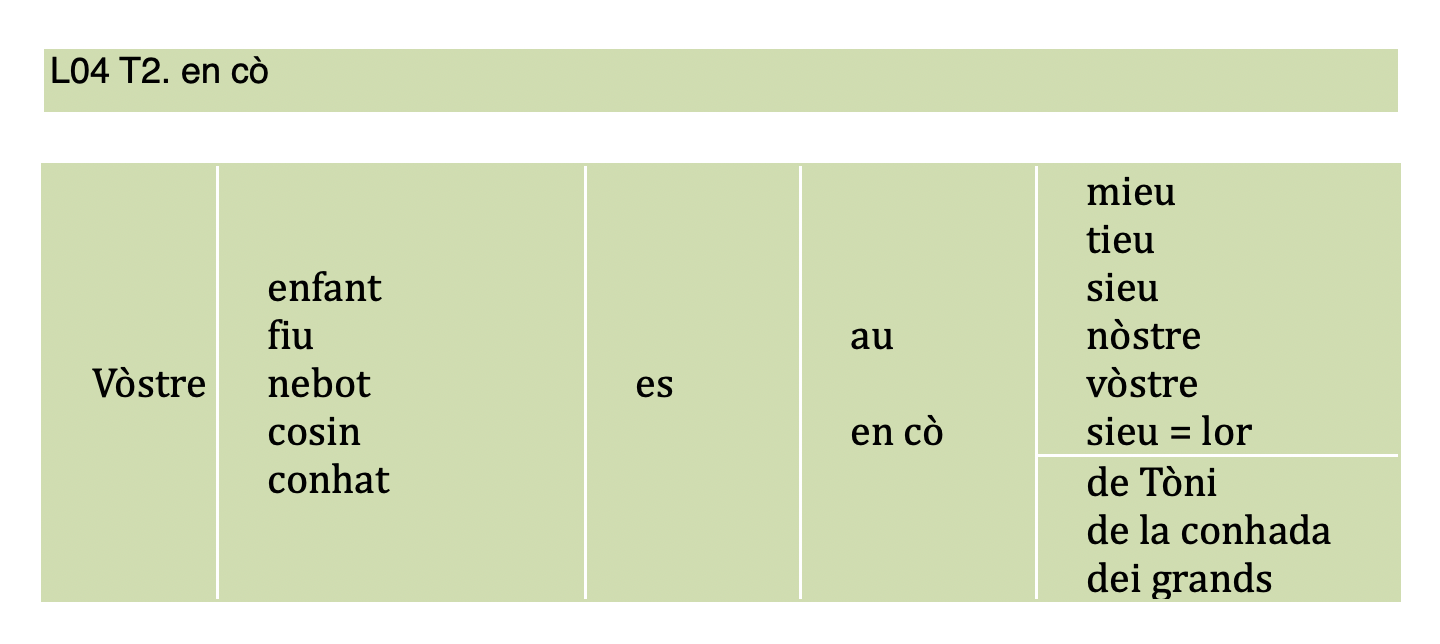 L04 T2. en cò
Vòstre
enfant
fiu
nebot
cosin
conhat
es
au
en cò
mieu
tieu
sieu
nòstre
vòstre
sieu = lor
de Tòni
de la conhada
dei grands